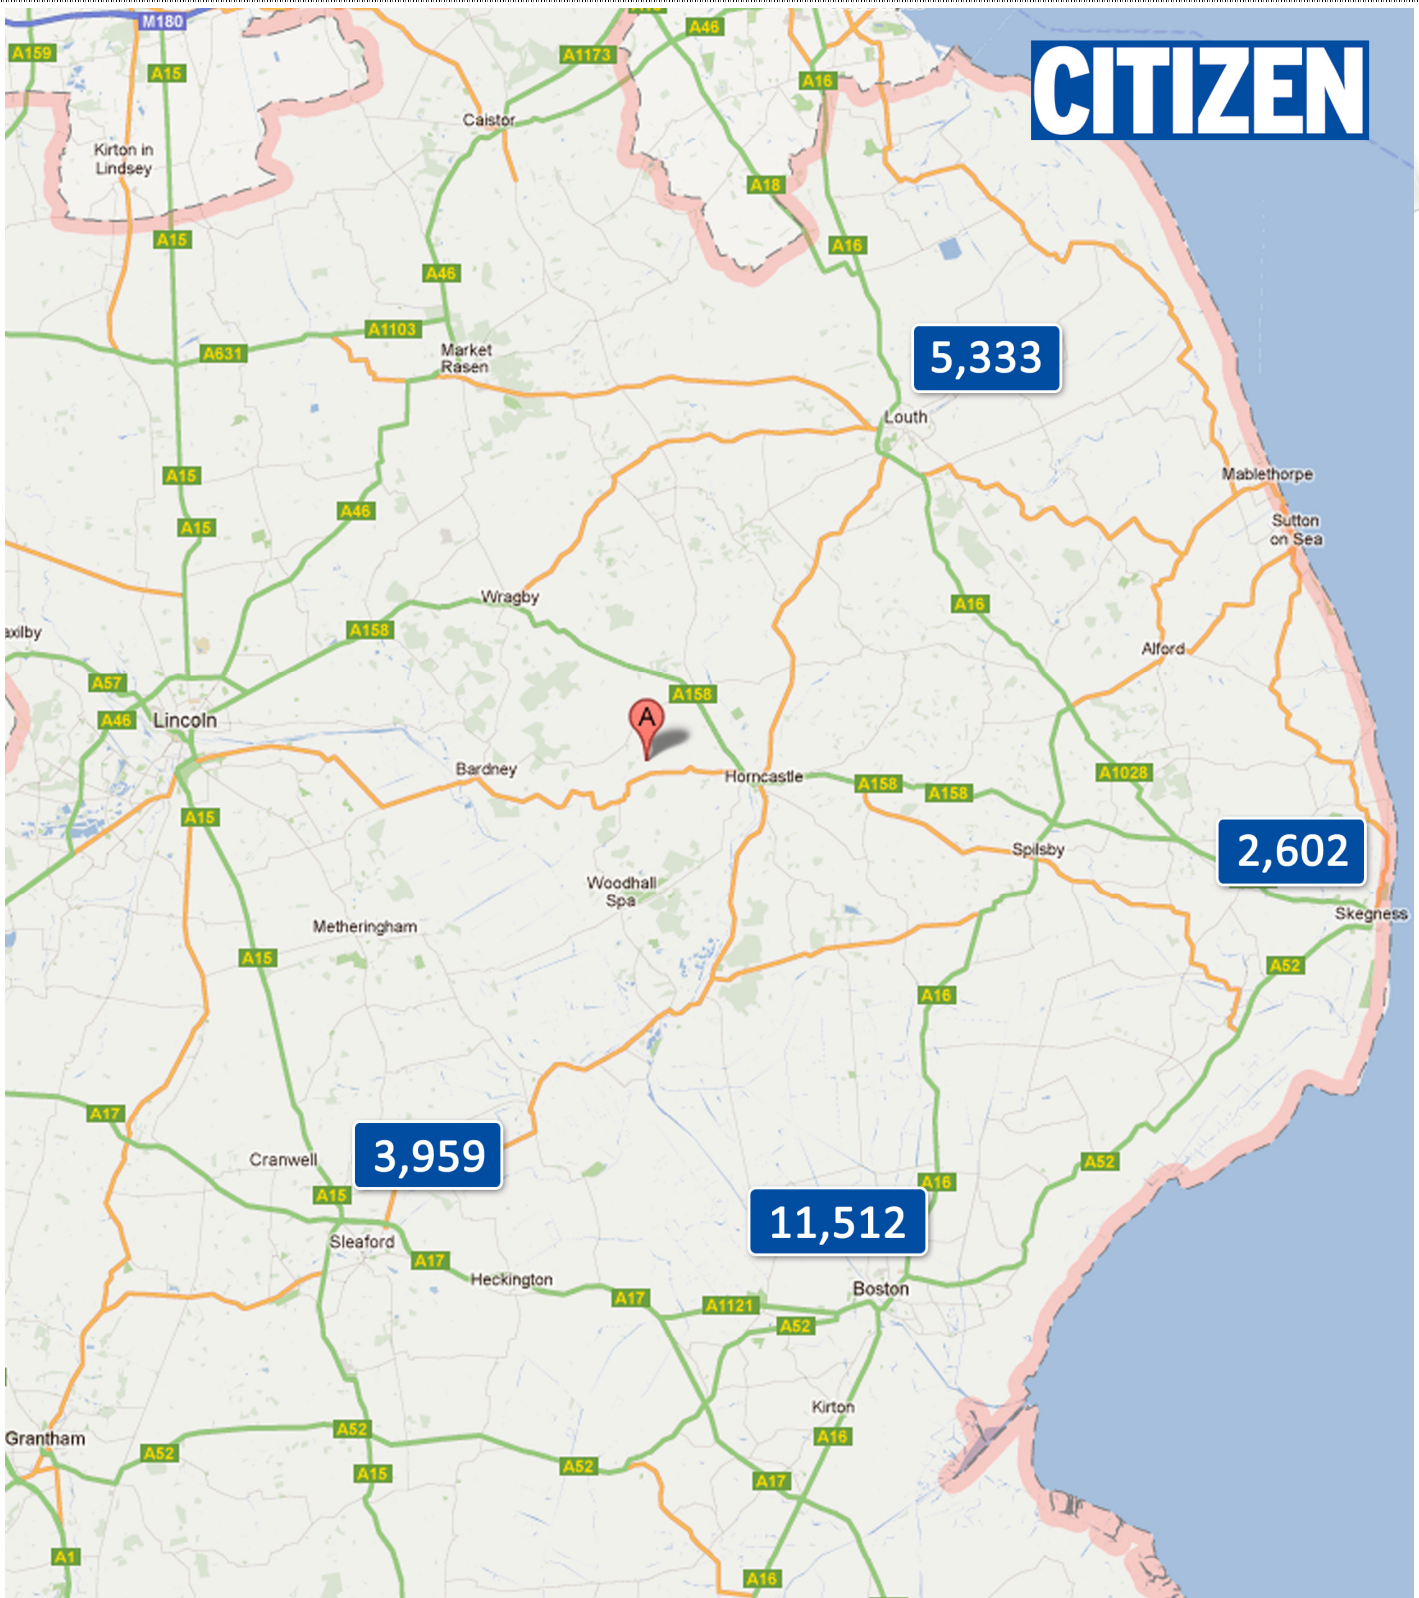 M180
A46
A159
A1173
A15
A16
CITIZEN
Caistor
Kirton in
Lindsey
A18
A15
A16
A46
A1103
A631
Market
Rasen
5,333
Louth
A15
Mablethorpe
A46
A15
Sutton
on Sea
Wragby
A16
A158
axilby
Alford
A57
A158
A46
Lincoln
A
Bardney
Horncastle
A1028
A158
A158
A15
Spilsby
2,602
Woodhall
Spa
Skegness
Metheringham
A15
A52
A16
A17
Cranwell
3,959
A52
A15
A16
11,512
Sleaford
A17
Heckington
Boston
A17
A1121
A52
Kirton
A52
A16
Grantham
A52
A52
A15
A17
A1
A16